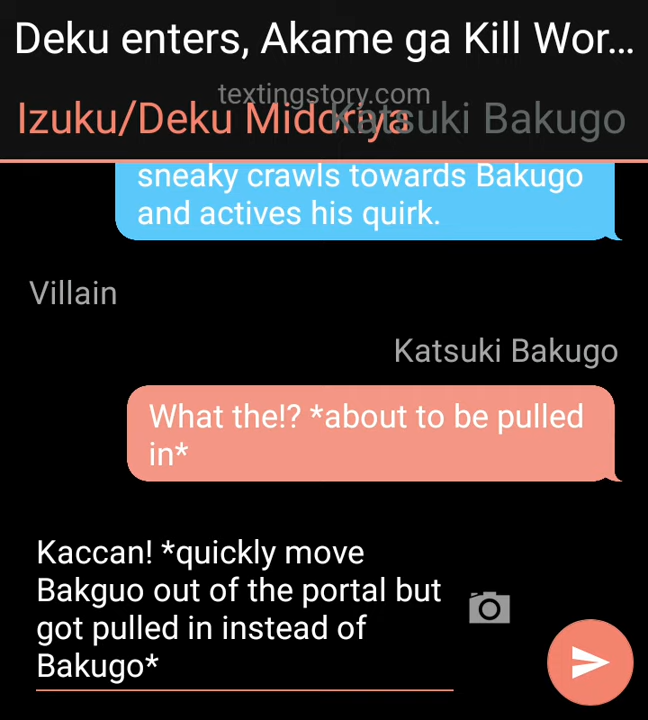 Deku enters, Akame ga Kill Wor...
textingstory.com
Izuku/Deku Midoriya Katsuki Bakugo
sneaky crawls towards Bakugo
and actives his quirk.
Villain
Katsuki Bakugo
What the!? *about to be pulled
in*
Kaccan! *quickly move
Bakguo out of the portal but
got pulled in instead of
Bakugo*